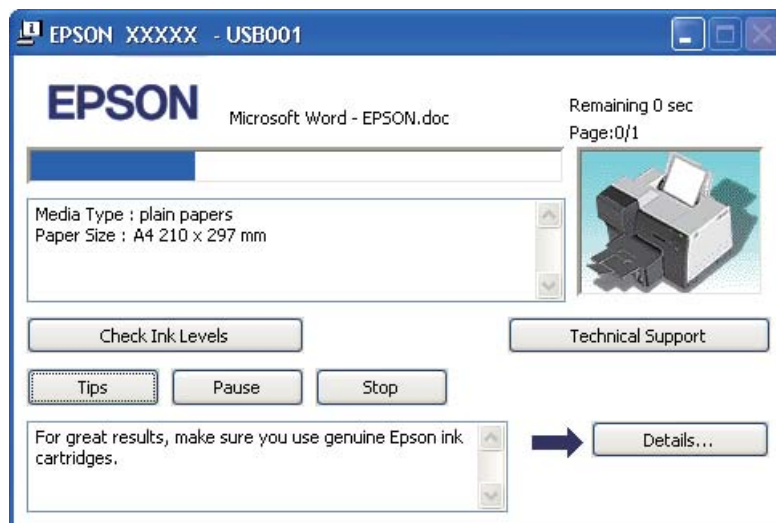 EPSON XXXXX - USB001
EPSON
Microsoft Word - EPSON.doc
Remaining 0 sec
Page:0/1
Media Type : plain papers
Paper Size : A4 210 x 297 mm
Check Ink Levels
Technical Support
Tips
Pause
Stop
For great results, make sure you use genuine Epson ink
cartridges.
Details...